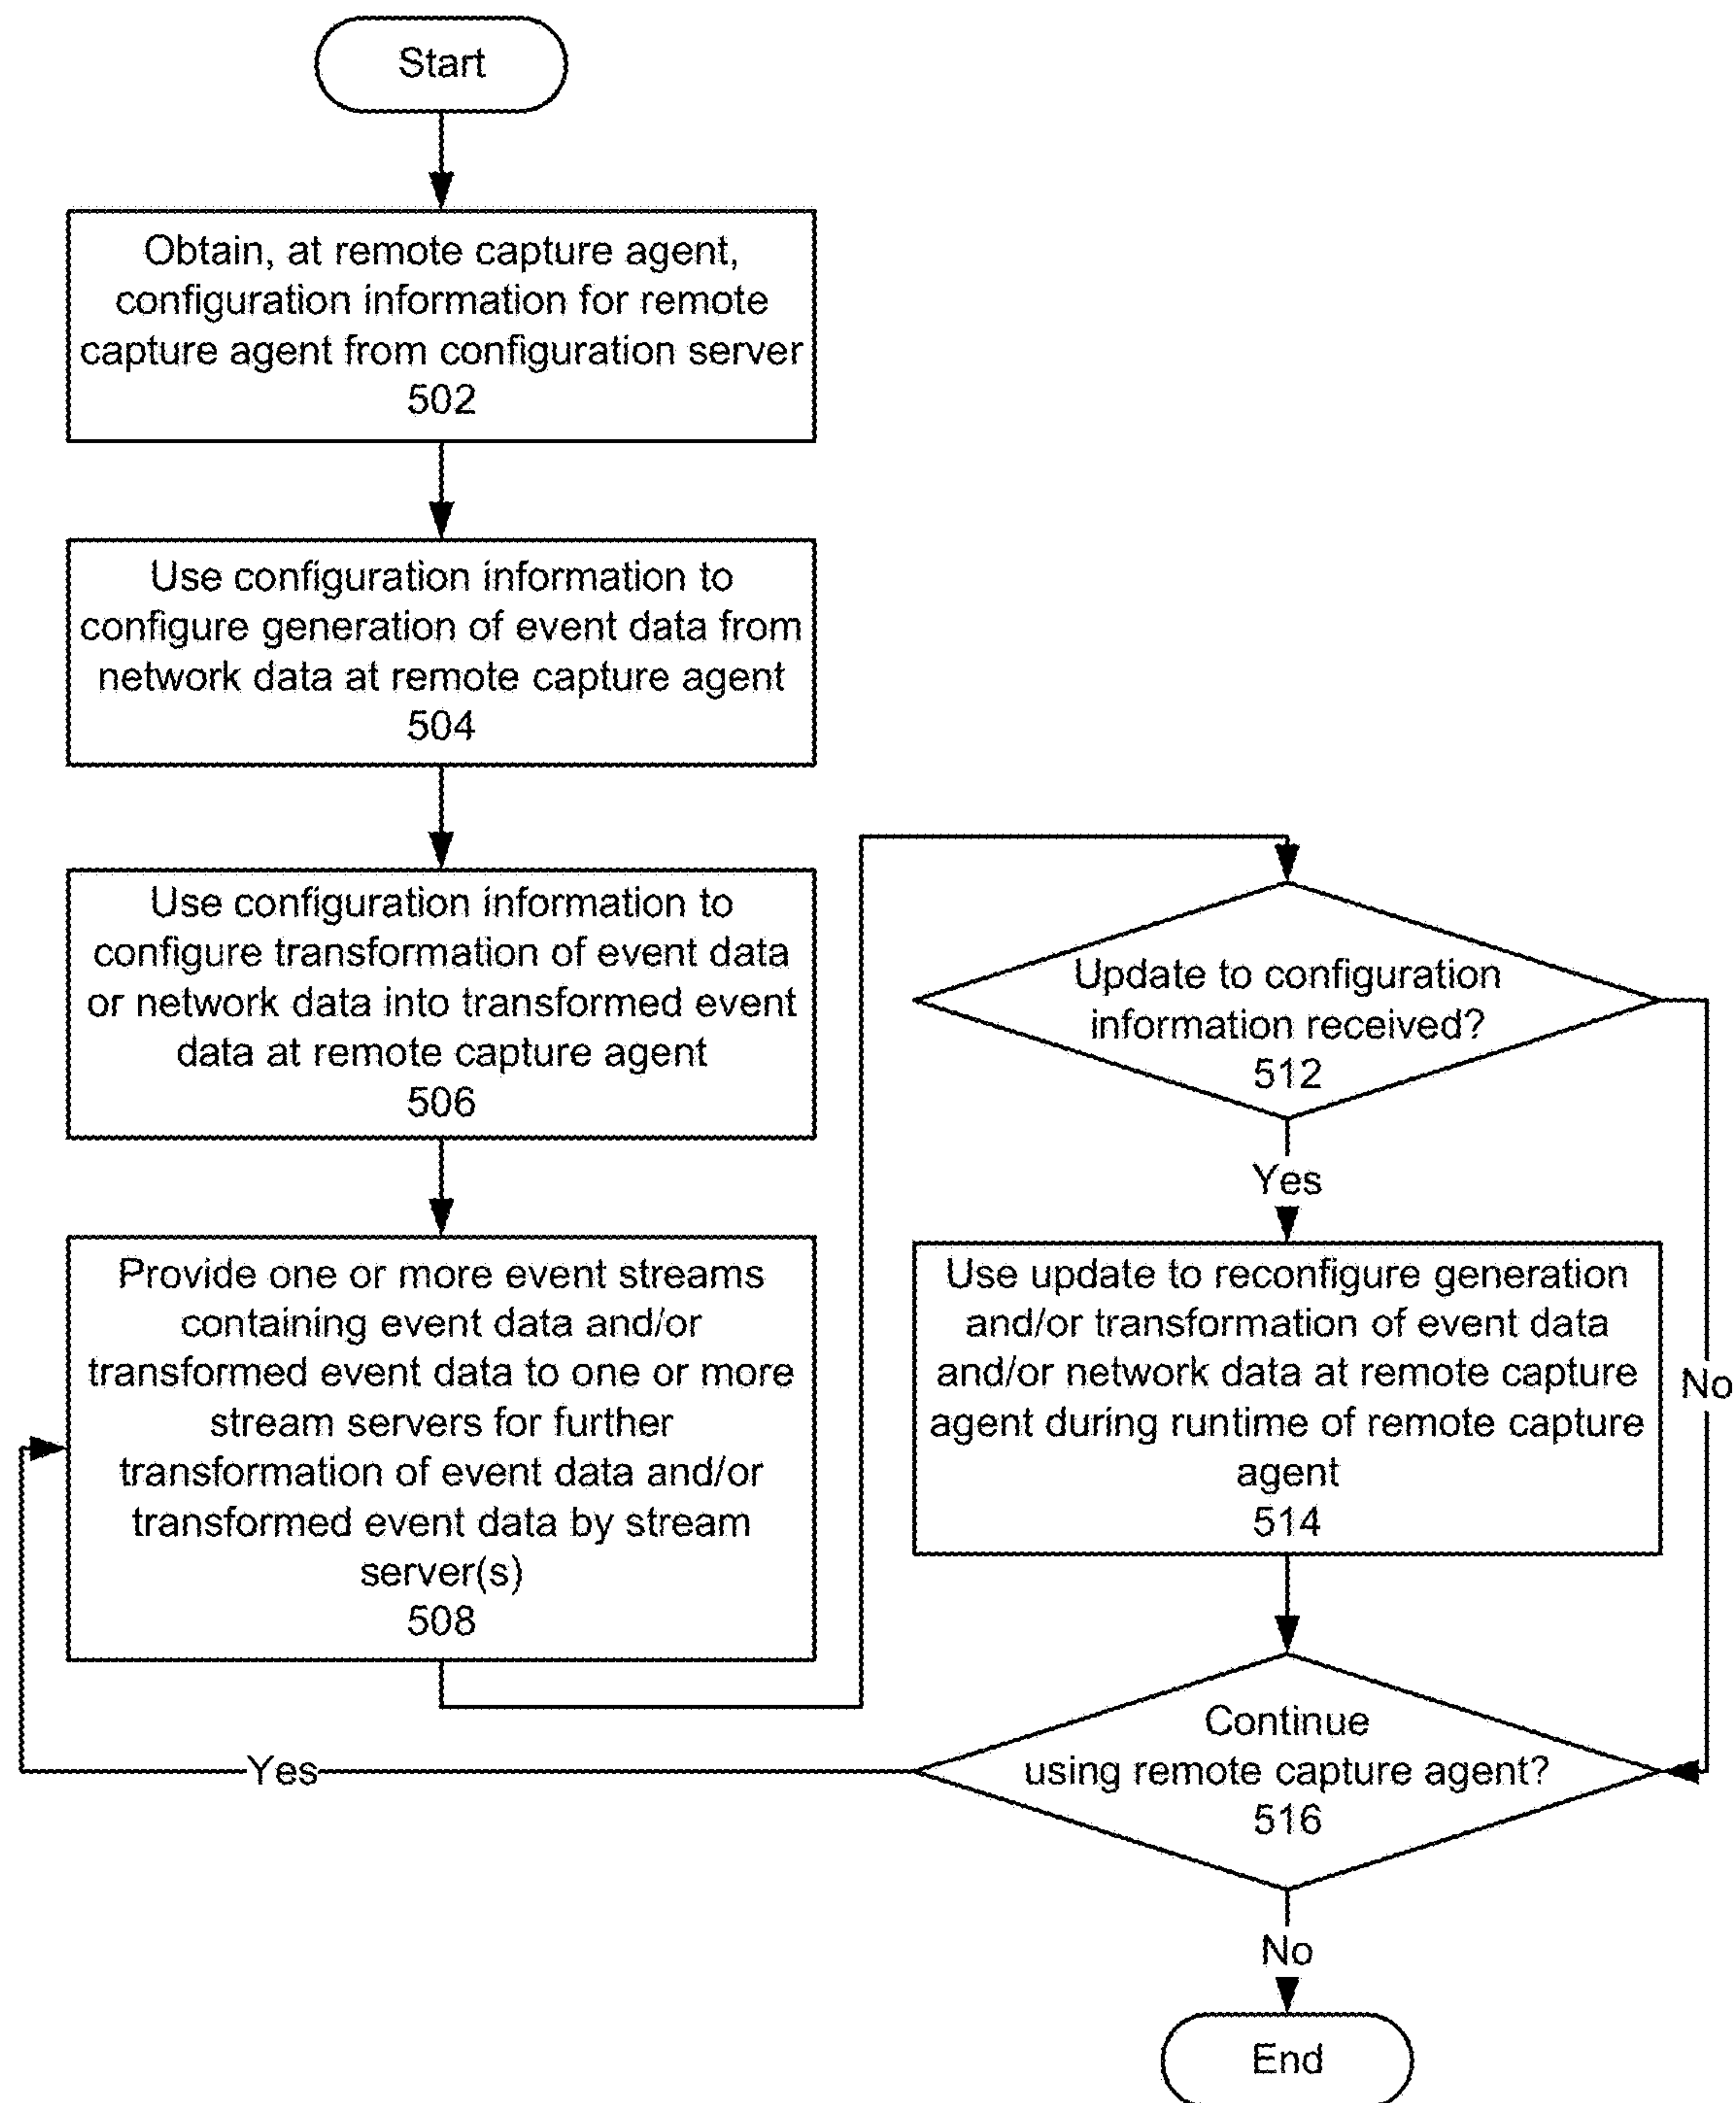 Start
Obtain, at remote capture agent,
configuration information for remote
capture agent from configuration server
502
Use configuration information to
configure generation of event data from
network data at remote capture agent
504
Use configuration information to
configure transformation of event data
or network data into transformed event
data at remote capture agent
506
Provide one or more event streams
containing event data and/or
transformed event data to one or more
stream servers for further
transformation of event data and/or
transformed event data by stream
server(s)
508
Update to configuration
information received?
512
Yes
No
Use update to reconfigure generation
and/or transformation of event data
and/or network data at remote capture
agent during runtime of remote capture
agent
514
Continue
using remote capture agent?
516
Yes
No
End